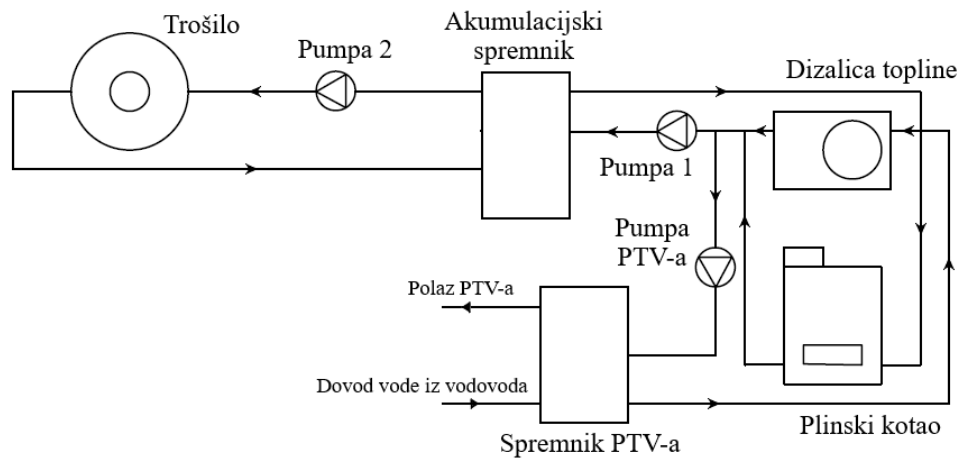 Trošilo
Pumpa 2
Akumulacijski
spremnik
Dizalica topline
Pumpa 1
Pumpa
PTV-a
Polaz PTV-a
Dovod vode iz vodovoda
Spremnik PTV-a
Plinski kotao